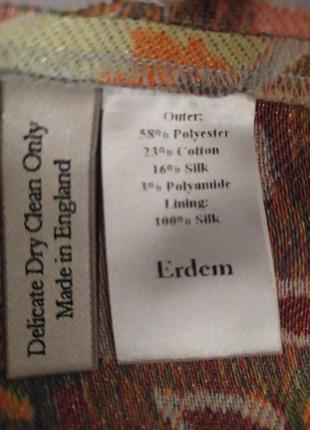 Delicate Dry Clean Only
Made in England
Outer:
58% Polyester
23% Cotton
16% Silk
3% Polyamide
Lining:
100% Silk
Erdem